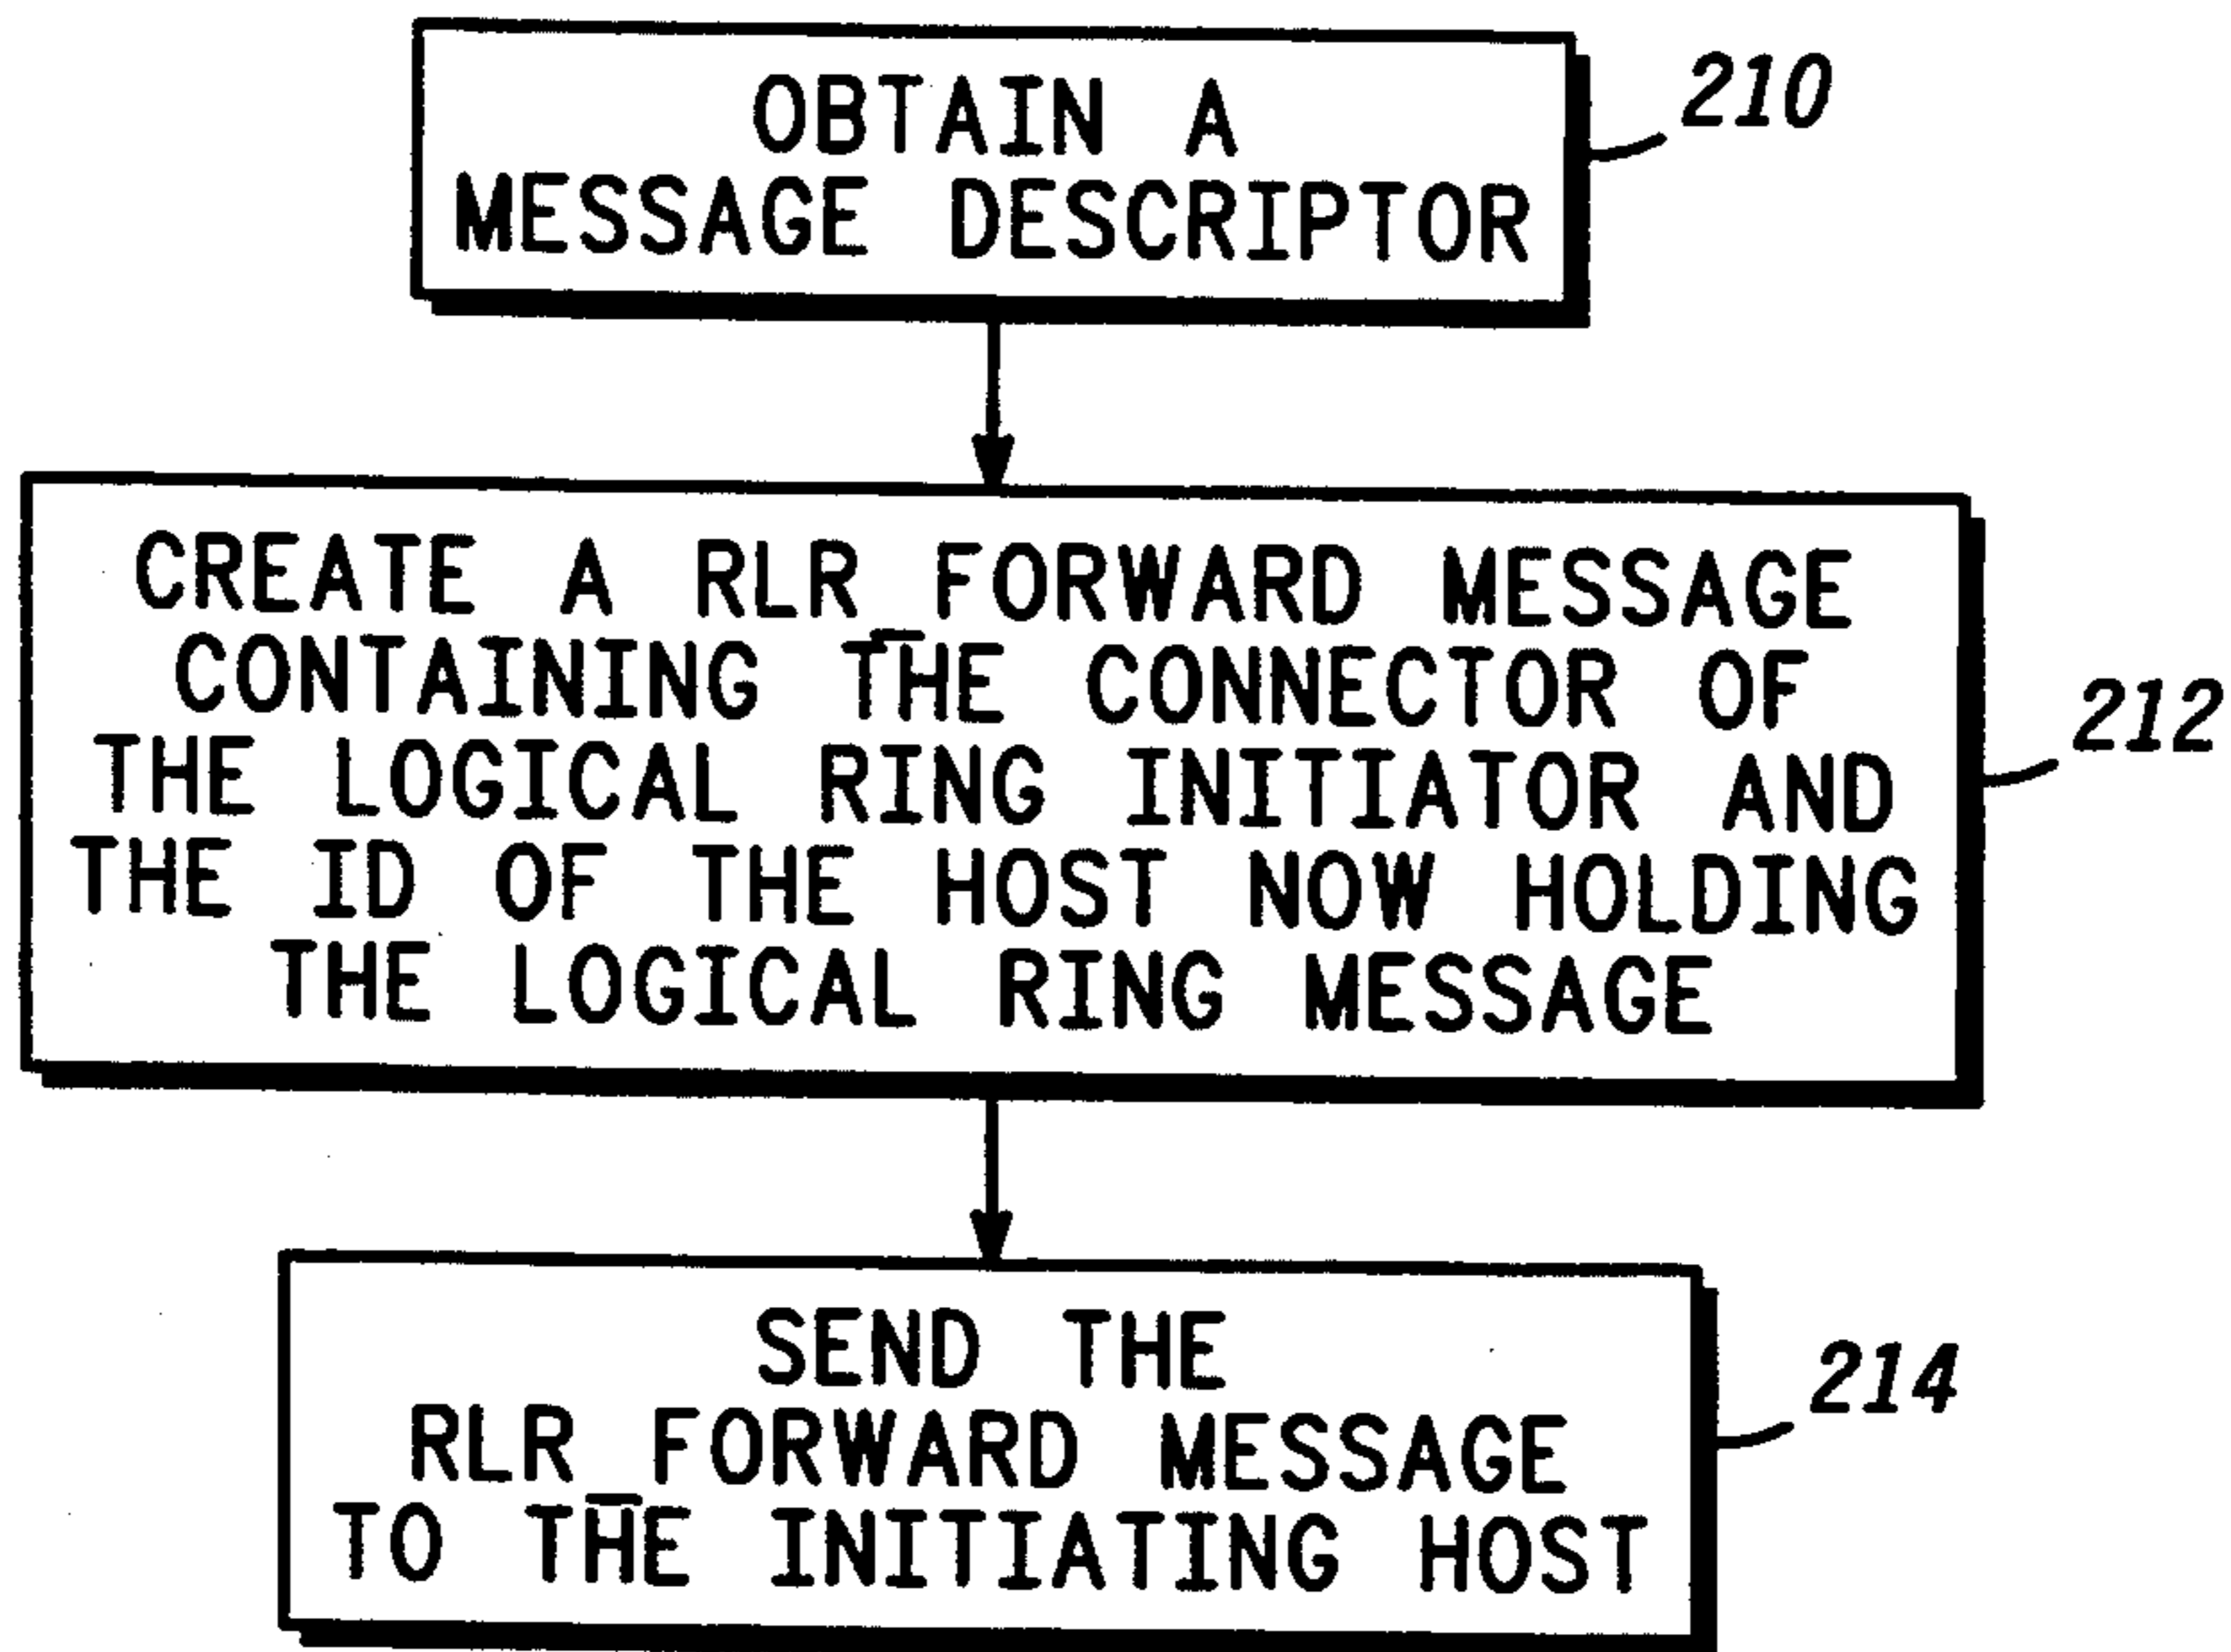 OBTAIN A
MESSAGE DESCRIPTOR
210
CREATE A RLR_FORWARD MESSAGE
CONTAINING THE CONNECTOR OF
THE LOGICAL RING INITIATOR AND
THE ID OF THE HOST NOW HOLDING
THE LOGICAL RING MESSAGE
212
SEND THE
RLR_FORWARD MESSAGE
TO THE INITIATING HOST
214